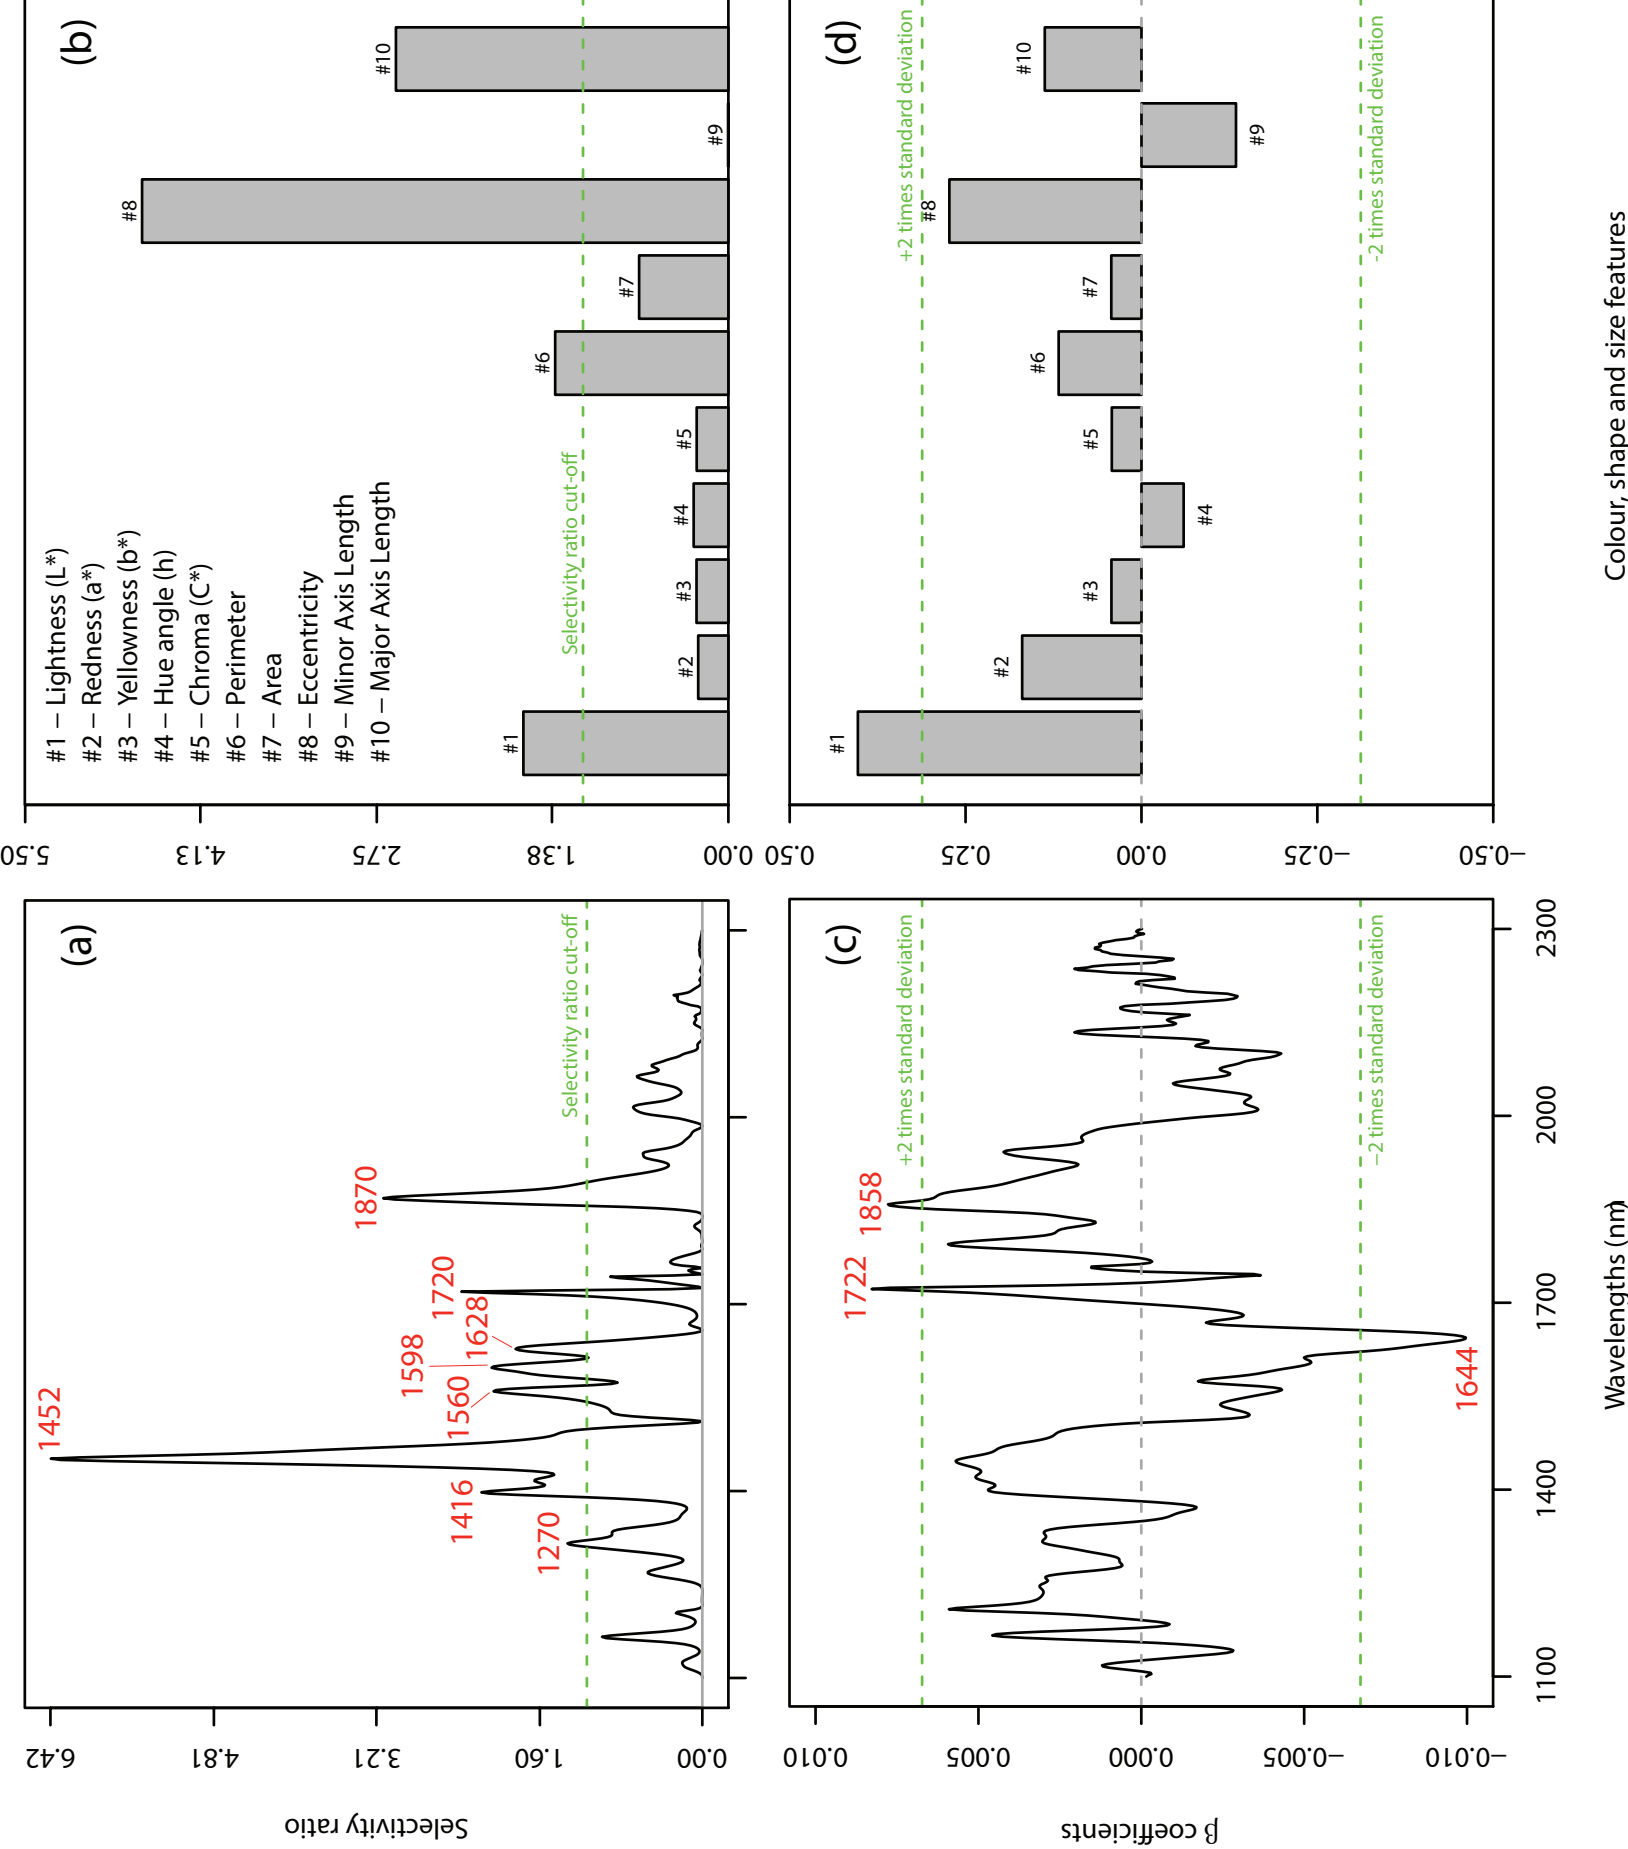 (a)
Selectivity ratio
6.42
4.81
3.21
1.60
0.00
1270
1416
1452
1560
1598
1628
1720
1870
Selectivity ratio cut-off
(b)
5.50
4.13
2.75
1.38
0.00
#1 – Lightness (L*)
#2 – Redness (a*)
#3 – Yellowness (b*)
#4 – Hue angle (h)
#5 – Chroma (C*)
#6 – Perimeter
#7 – Area
#8 – Eccentricity
#9 – Minor Axis Length
#10 – Major Axis Length
Selectivity ratio cut-off
#1
#2
#3
#4
#5
#6
#7
#8
#9
#10
(c)
β coefficients
0.010
0.005
0.000
–0.005
–0.010
1722
1858
1644
+2 times standard deviation
–2 times standard deviation
1100
1400
1700
2000
2300
Wavelengths (nm)
(d)
0.50
0.25
0.00
–0.25
–0.50
+2 times standard deviation
-2 times standard deviation
#1
#2
#3
#4
#5
#6
#7
#8
#9
#10
Colour, shape and size features